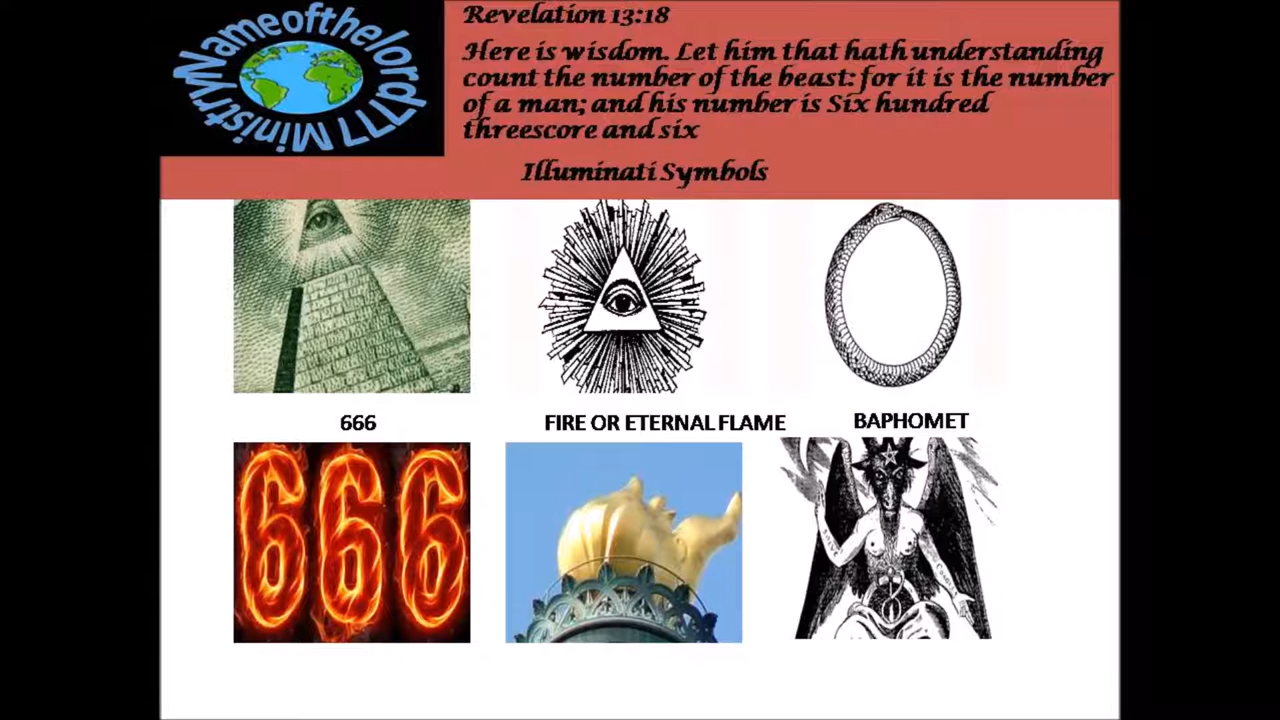 Nameofthelord777 Ministry
Revelation 13:18
Here is wisdom. Let him that hath understanding
count the number of the beast: for it is the number
of a man; and his number is Six hundred
threescore and six
Illuminati Symbols
666
FIRE OR ETERNAL FLAME
BAPHOMET
666